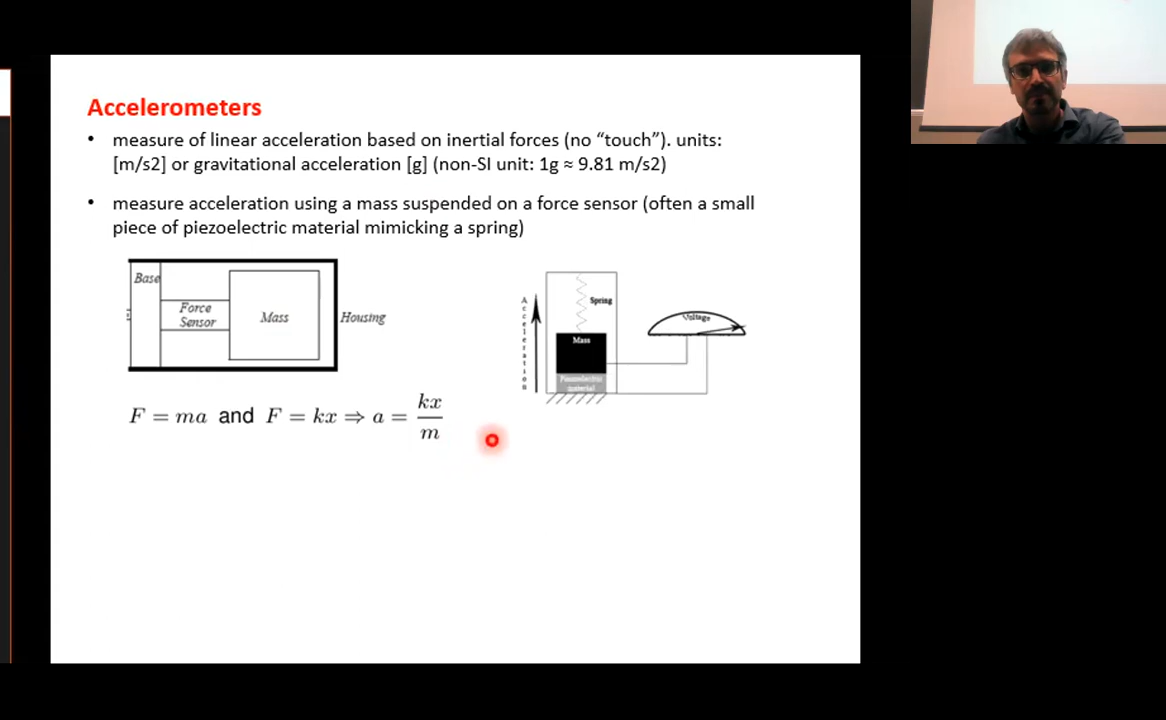 Accelerometers
• measure of linear acceleration based on inertial forces (no “touch”). units:
[m/s2] or gravitational acceleration [g] (non-SI unit: 1g ≈ 9.81 m/s2)
• measure acceleration using a mass suspended on a force sensor (often a small
piece of piezoelectric material mimicking a spring)
Base
Force
Sensor
Mass
Housing
Acceleration
Spring
Mass
Piezoelectric
material
Voltage
F = ma and F = kx ⇒ a = kx/m